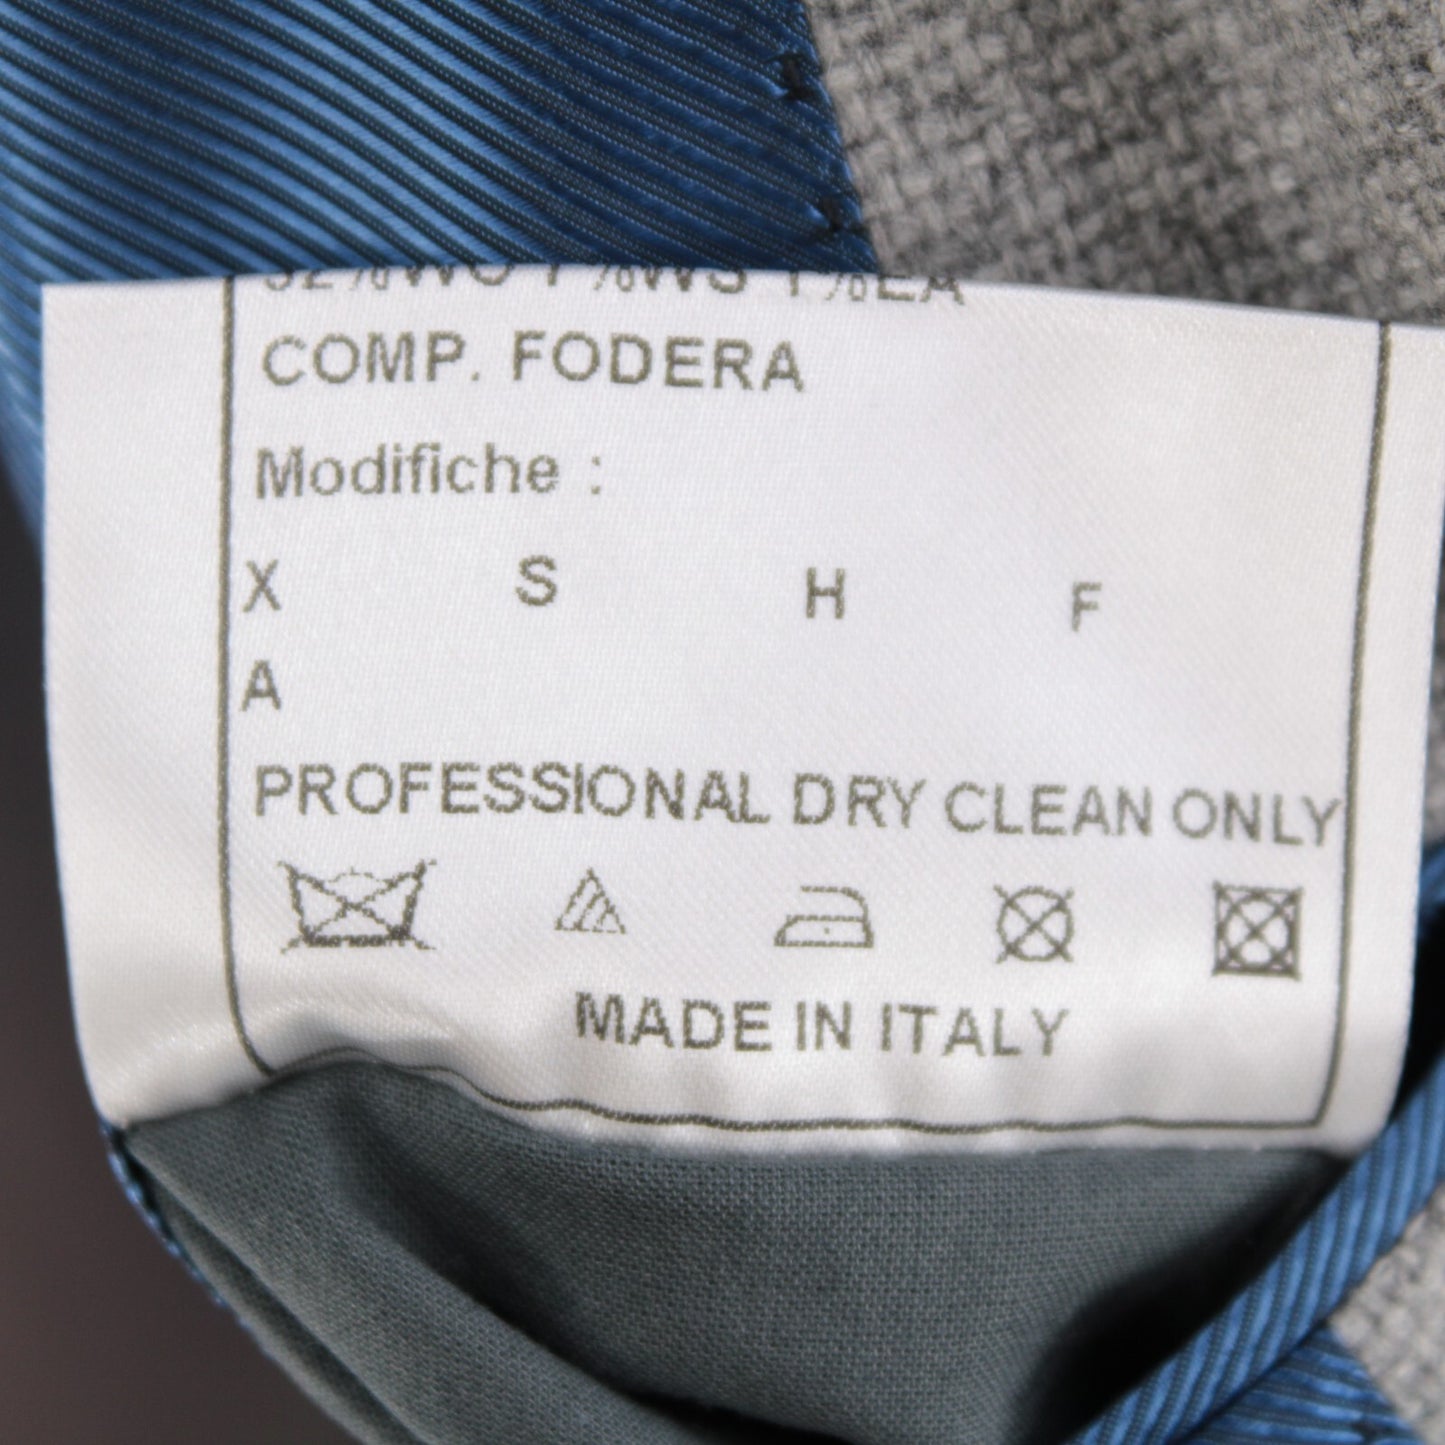 COMP. FODERA
Modifiche :
X S H F
A
PROFESSIONAL DRY CLEAN ONLY
MADE IN ITALY